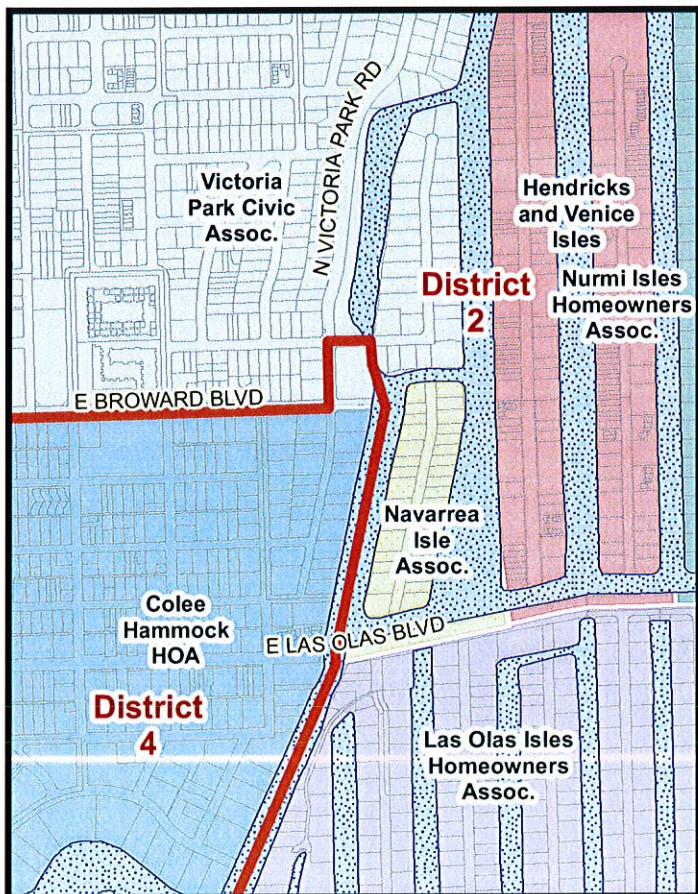 N VICTORIA PARK RD
Victoria
Park Civic
Assoc.
Hendricks
and Venice
Isles
District
2
Nurmi Isles
Homeowners
Assoc.
E BROWARD BLVD
Navarrea
Isle
Assoc.
Colee
Hammock
HOA
E LAS OLAS BLVD
District
4
Las Olas Isles
Homeowners
Assoc.